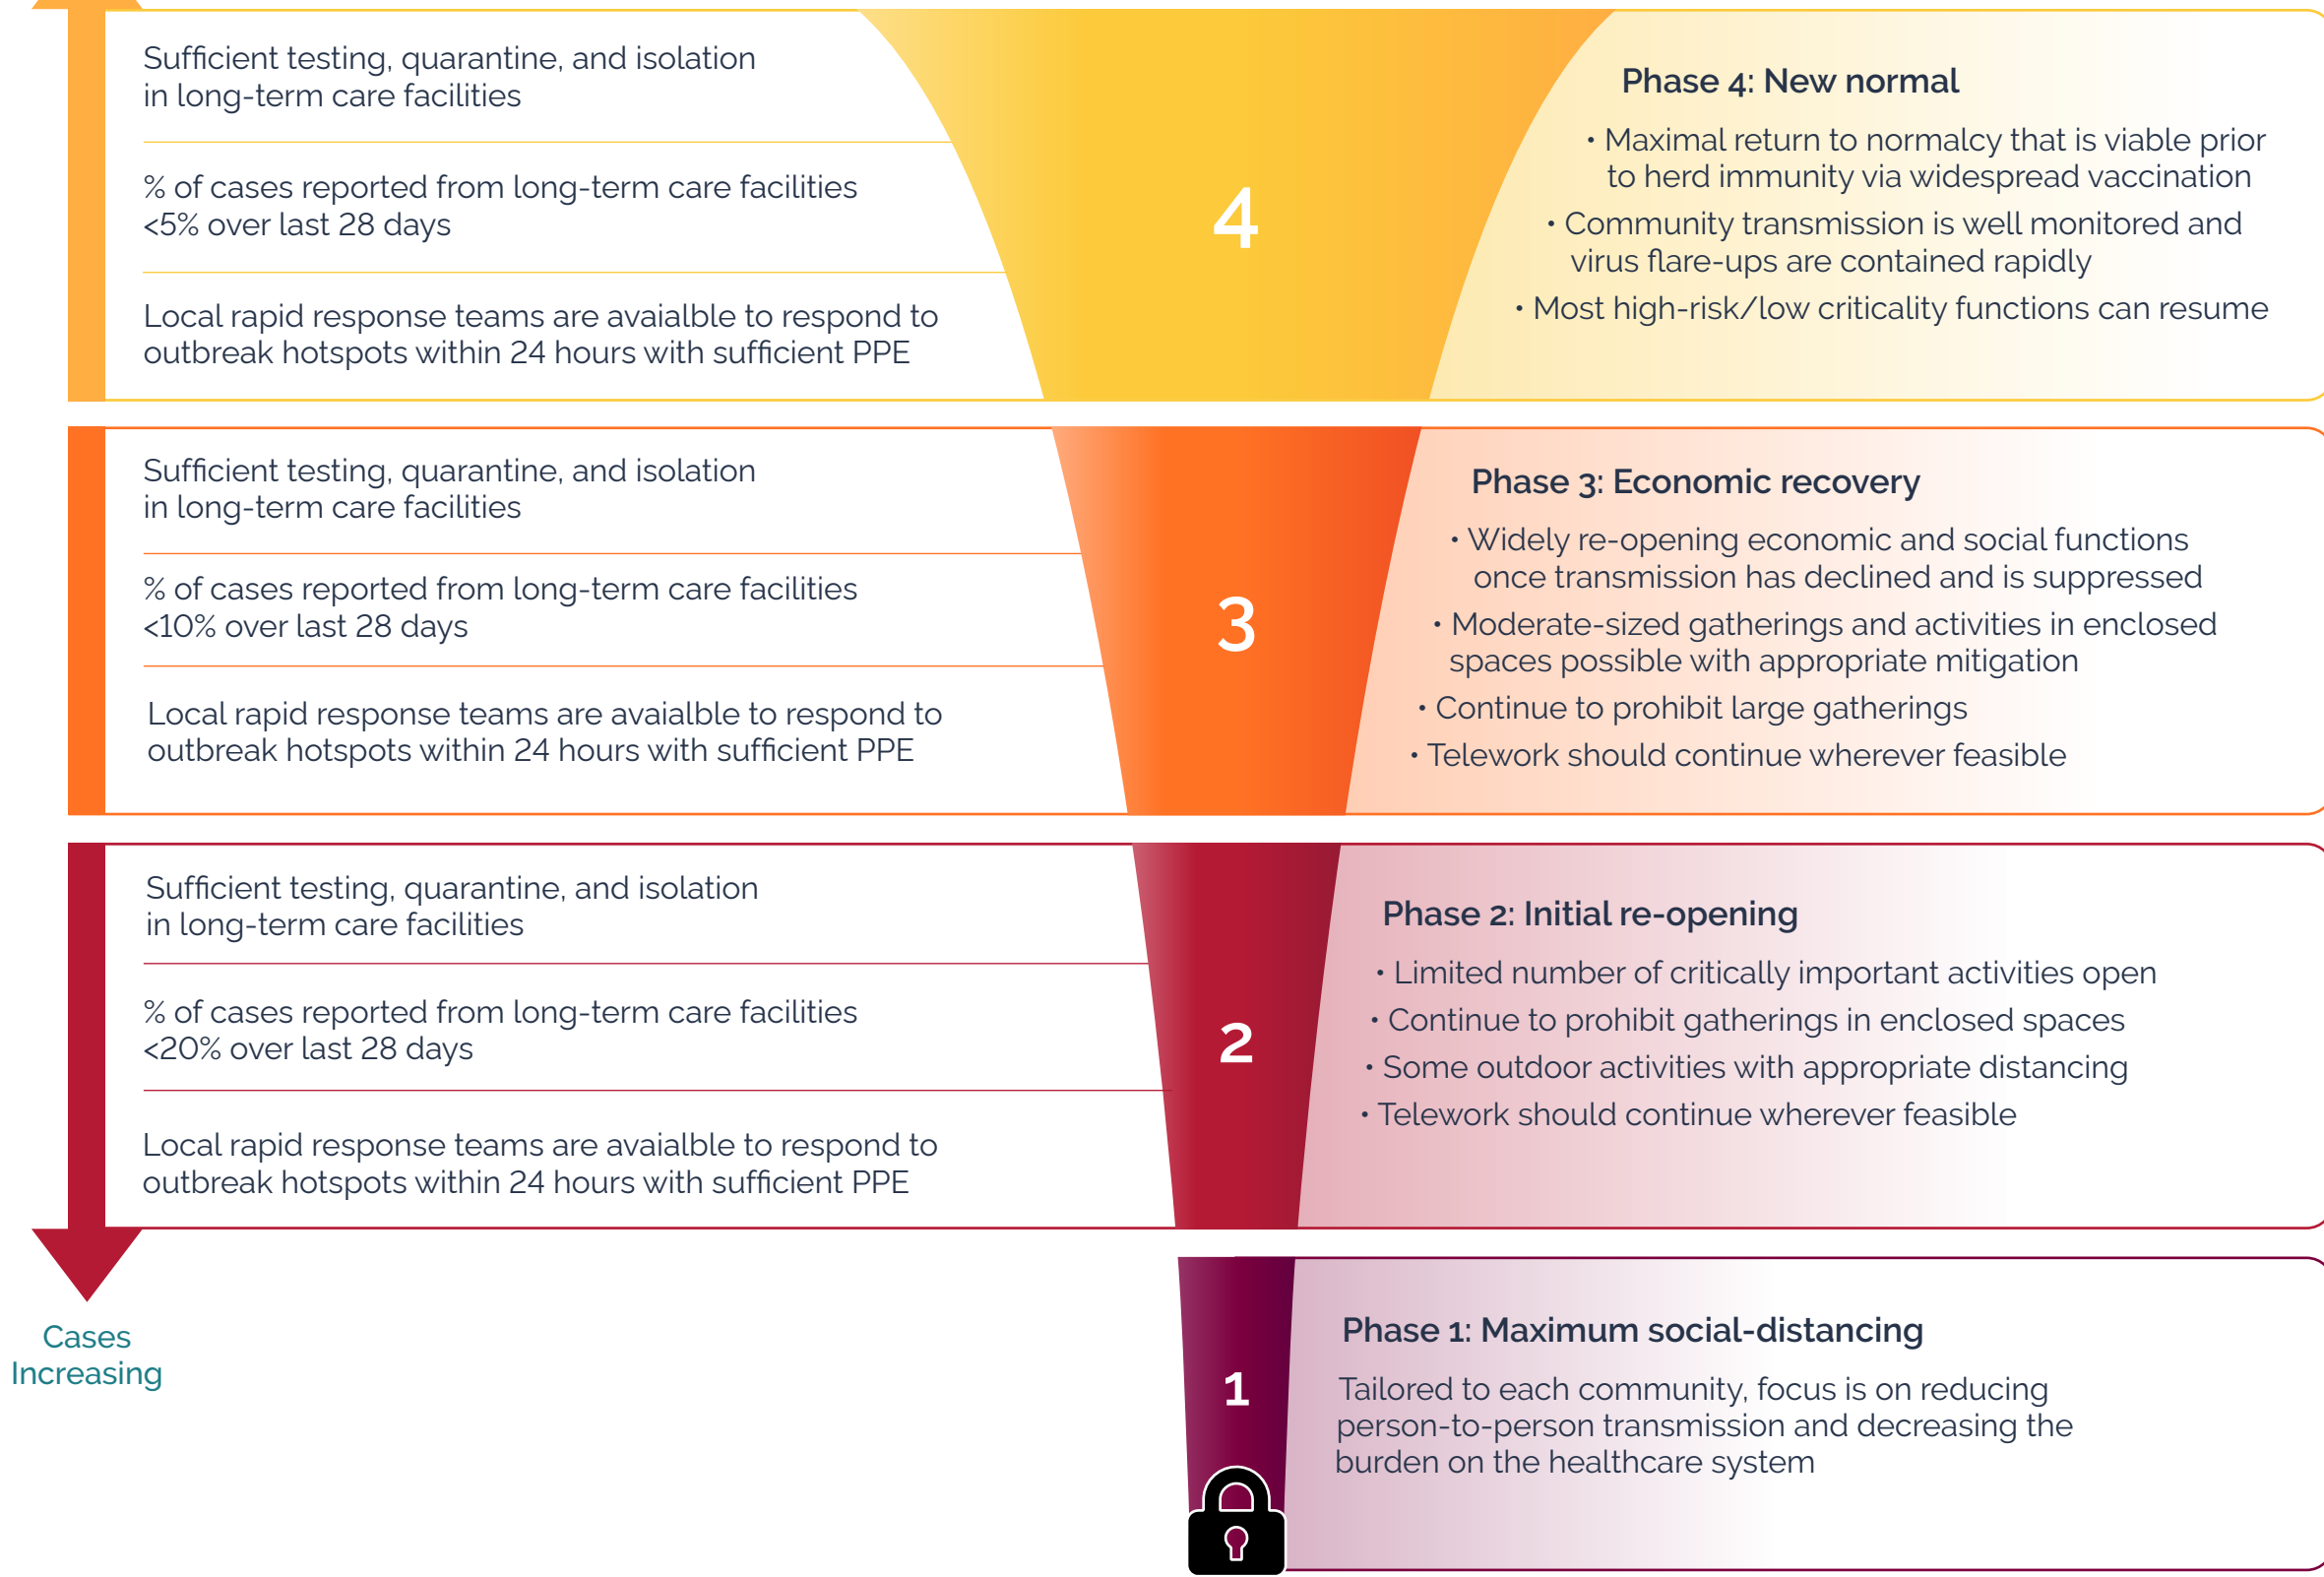 Sufficient testing, quarantine, and isolation
in long-term care facilities
% of cases reported from long-term care facilities
<5% over last 28 days
Local rapid response teams are avaialble to respond to
outbreak hotspots within 24 hours with sufficient PPE
4
Phase 4: New normal
• Maximal return to normalcy that is viable prior
to herd immunity via widespread vaccination
• Community transmission is well monitored and
virus flare-ups are contained rapidly
• Most high-risk/low criticality functions can resume
Sufficient testing, quarantine, and isolation
in long-term care facilities
% of cases reported from long-term care facilities
<10% over last 28 days
Local rapid response teams are avaialble to respond to
outbreak hotspots within 24 hours with sufficient PPE
3
Phase 3: Economic recovery
• Widely re-opening economic and social functions
once transmission has declined and is suppressed
• Moderate-sized gatherings and activities in enclosed
spaces possible with appropriate mitigation
• Continue to prohibit large gatherings
• Telework should continue wherever feasible
Sufficient testing, quarantine, and isolation
in long-term care facilities
% of cases reported from long-term care facilities
<20% over last 28 days
Local rapid response teams are avaialble to respond to
outbreak hotspots within 24 hours with sufficient PPE
2
Phase 2: Initial re-opening
• Limited number of critically important activities open
• Continue to prohibit gatherings in enclosed spaces
• Some outdoor activities with appropriate distancing
• Telework should continue wherever feasible
Cases
Increasing
1
Phase 1: Maximum social-distancing
Tailored to each community, focus is on reducing
person-to-person transmission and decreasing the
burden on the healthcare system